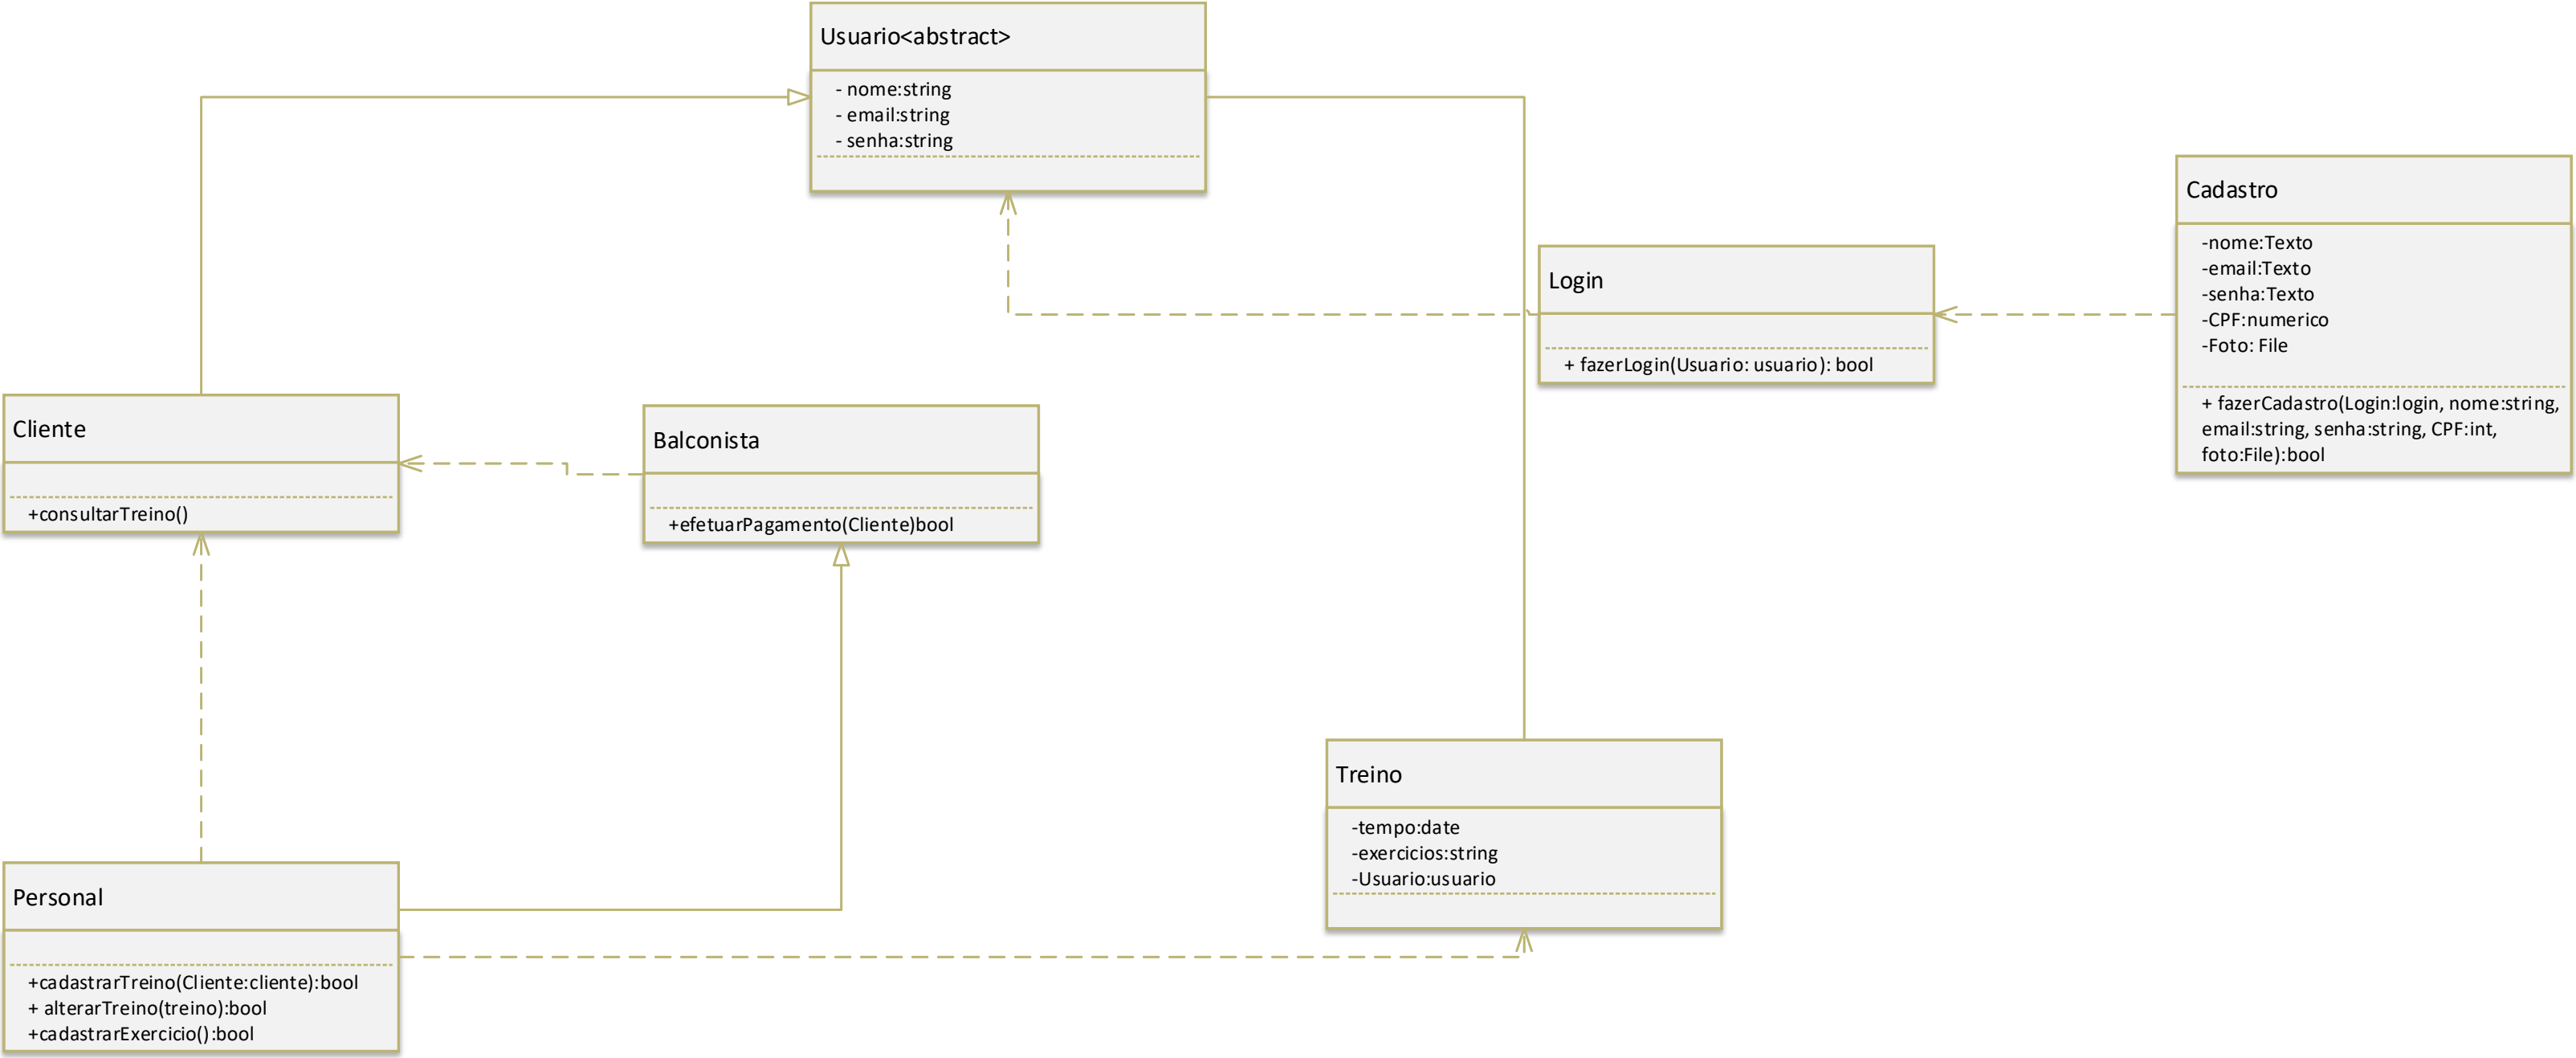 Usuario<abstract>
- nome:string
- email:string
- senha:string
Cadastro
-nome:Texto
-email:Texto
-senha:Texto
-CPF:numerico
-Foto: File
+ fazerCadastro(Login:login, nome:string,
email:string, senha:string, CPF:int,
foto:File):bool
Login
+ fazerLogin(Usuario: usuario): bool
Cliente
+consultarTreino()
Balconista
+efetuarPagamento(Cliente)bool
Treino
-tempo:date
-exercicios:string
-Usuario:usuario
Personal
+cadastrarTreino(Cliente:cliente):bool
+ alterarTreino(treino):bool
+cadastrarExercicio():bool